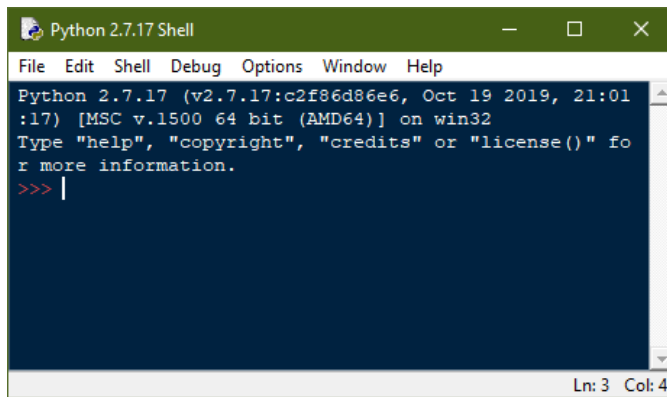 Python 2.7.17 Shell
File Edit Shell Debug Options Window Help
Python 2.7.17 (v2.7.17:c2f86d86e6, Oct 19 2019, 21:01
:17) [MSC v.1500 64 bit (AMD64)] on win32
Type "help", "copyright", "credits" or "license()" fo
r more information.
>>>
Ln: 3 Col: 4